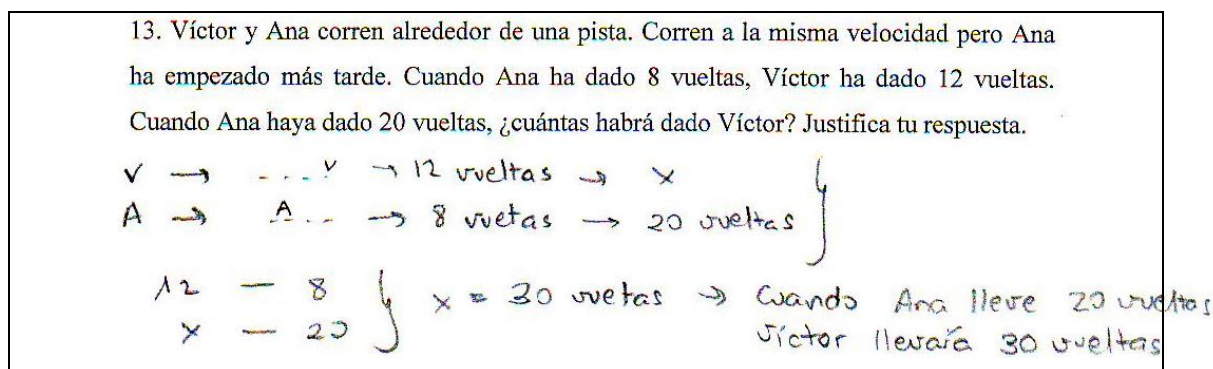 13. Víctor y Ana corren alrededor de una pista. Corren a la misma velocidad pero Ana
ha empezado más tarde. Cuando Ana ha dado 8 vueltas, Víctor ha dado 12 vueltas.
Cuando Ana haya dado 20 vueltas, ¿cuántas habrá dado Víctor? Justifica tu respuesta.
V → - . - . V → 12 vueltas → x
A → A . - - → 8 vuetas → 20 vueltas }
12 — 8 } x = 30 vuetas → Cuando Ana lleve 20 vueltas
x — 20 víctor llevaría 30 vueltas